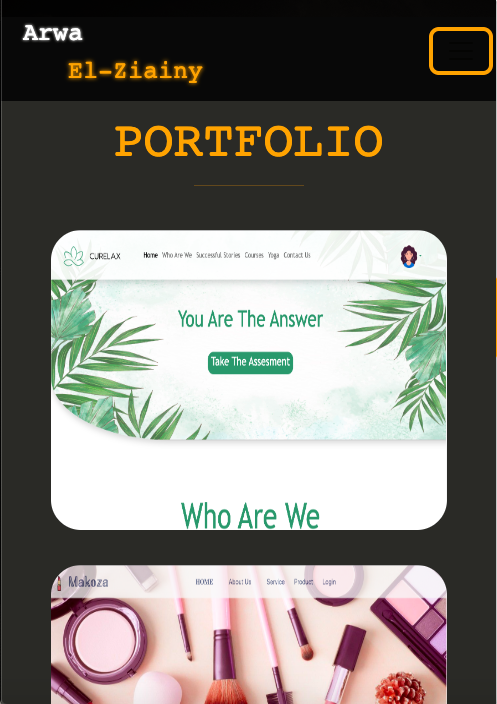 Arwa
El-Ziainy
PORTFOLIO
CURELAX
Home Who Are We Successful Stories Courses Yoga Contact Us
You Are The Answer
Take The Assesment
Who Are We
Makoza
HOME About Us Service Product Login